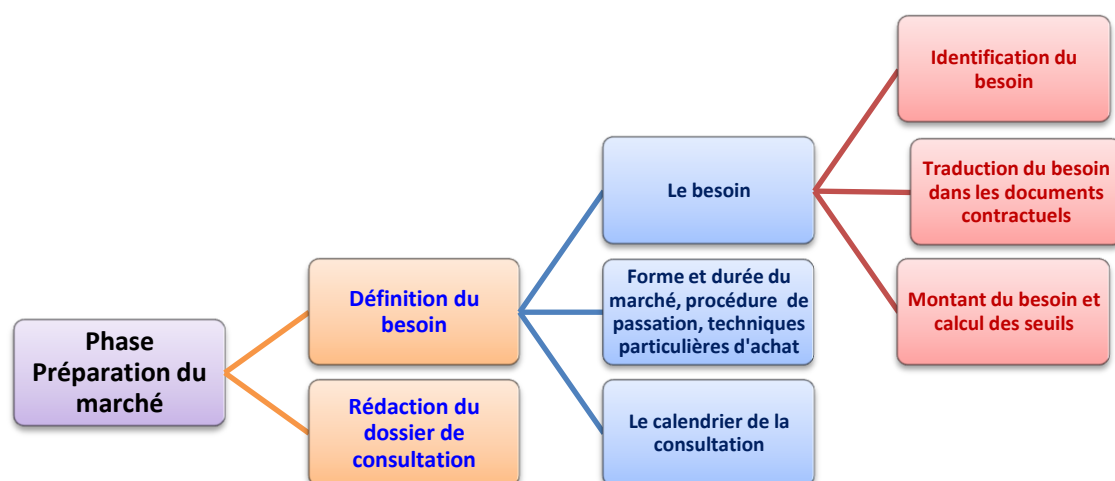 Phase
Préparation du
marché
Définition du
besoin
Rédaction du
dossier de
consultation
Le besoin
Forme et durée du
marché, procédure de
passation, techniques
particulières d'achat
Le calendrier de la
consultation
Identification du
besoin
Traduction du besoin
dans les documents
contractuels
Montant du besoin et
calcul des seuils